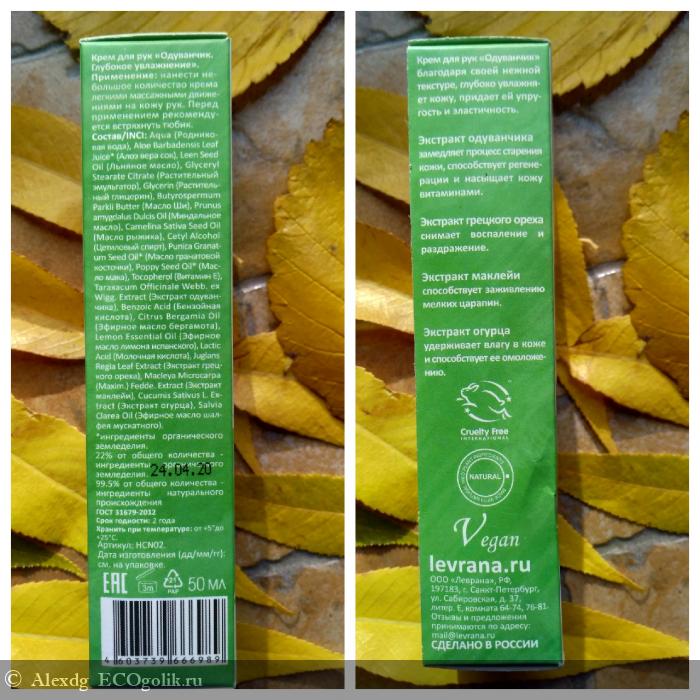 Крем для рук «Одуванчик.
Глубокое увлажнение».
Применение: нанести не-
большое количество крема
легкими массажными движе-
ниями на кожу рук. Перед
применением рекоменду-
ется встряхнуть тюбик.
Состав/INCI: Aqua (Роднико-
вая вода), Aloe Barbadensis Leaf
Juice* (Алоэ вера сок), Leen Seed
Oil (Льняное масло), Glyceryl
Stearate Citrate (Растительный
эмульгатор), Glycerin (Раститель-
ный глицерин), Butyrospermum
Parkii Butter (Масло Ши), Prunus
amygdalus Dulcis Oil (Миндальное
масло), Camelina Sativa Seed Oil
(Масло рыжика), Cetyl Alcohol
(Цетиловый спирт), Punica Granat-
um Seed Oil* (Масло гранатовой
косточки), Poppy Seed Oil* (Мас-
ло мака), Tocopherol (Витамин Е),
Taraxacum Officinale Webb. ex
Wigg. Extract (Экстракт одуван-
чика), Benzoic Acid (Бензойная
кислота), Citrus Bergamia Oil
(Эфирное масло бергамота),
Lemon Essential Oil (Эфирное
масло лимона испанского), Lactic
Acid (Молочная кислота), Juglans
Regia Leaf Extract (Экстракт грец-
кого ореха), Macleya Microcarpa
(Maxim.) Fedde. Extract (Экстракт
маклейи), Cucumis Sativus L. Ex-
tract (Экстракт огурца), Salvia
Clarea Oil (Эфирное масло шал-
фея мускатного).
*ингредиенты органического
земледелия.
22% от общего количества -
ингредиенты органического
земледелия
24.04.20
99.5% от общего количества -
ингредиенты натурального
происхождения
ГОСТ 31679-2012
Срок годности: 2 года
Хранить при температуре: от +5° до
+25°С.
Артикул: HCN02.
Дата изготовления (дд/мм/гг):
см. на упаковке.
EAC 3m 21 PAP 50 мл
4603739666989
Крем для рук «Одуванчик»
благодаря своей нежной
текстуре, глубоко увлажня-
ет кожу, придает ей упру-
гость и эластичность.
Экстракт одуванчика
замедляет процесс старения
кожи, способствует регене-
рации и насыщает кожу
витаминами.
Экстракт грецкого ореха
снимает воспаление и
раздражение.
Экстракт маклейи
способствует заживлению
мелких царапин.
Экстракт огурца
удерживает влагу в коже
и способствует ее омоложе-
нию.
Cruelty Free
INTERNATIONAL
NATURAL
Vegan
levrana.ru
ООО «Леврана», РФ,
197183, г. Санкт-Петербург,
ул. Сабировская, д. 37,
литер. Е, комната 64-74, 76-81.
Отзывы и предложения
принимаются по адресу:
mail@levrana.ru
СДЕЛАНО В РОССИИ
© Alexdg ECOgolik.ru